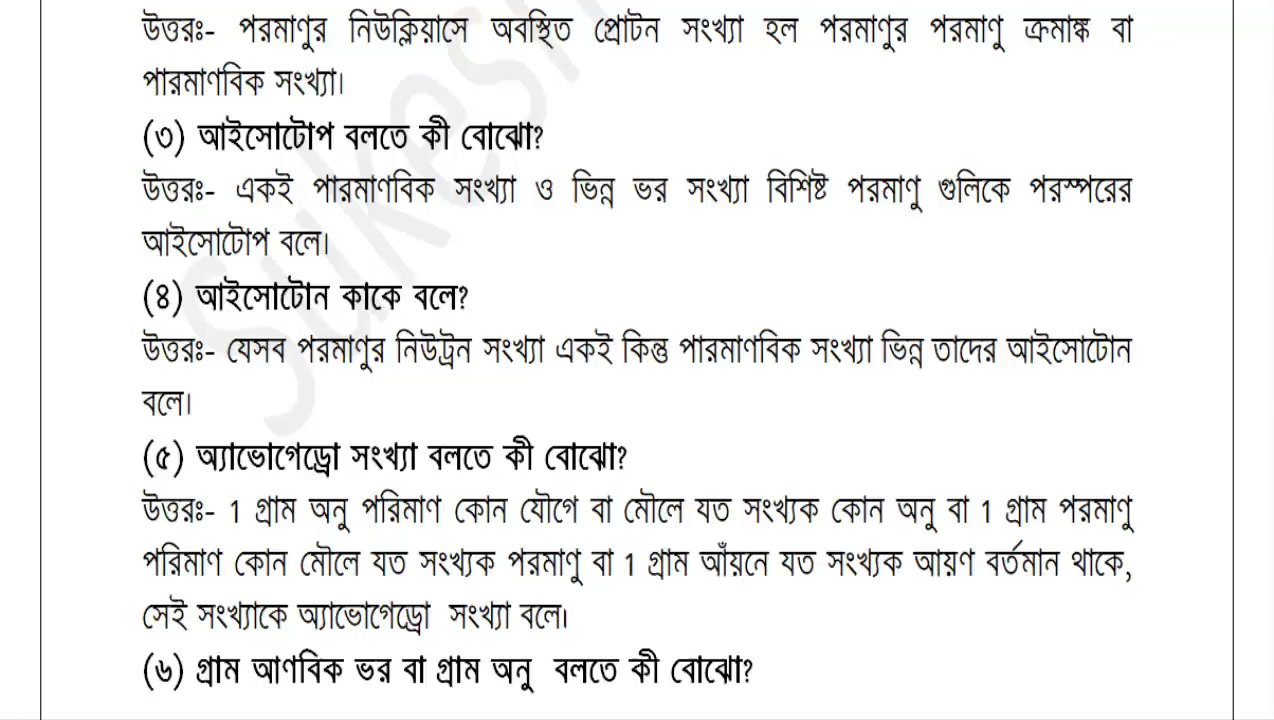 উত্তরঃ- পরমাণুর নিউক্লিয়াসে অবস্থিত প্রোটন সংখ্যা হল পরমাণুর পরমাণু ক্রমাঙ্ক বা
পারমাণবিক সংখ্যা।
(৩) আইসোটোপ বলতে কী বোঝো?
উত্তরঃ- একই পারমাণবিক সংখ্যা ও ভিন্ন ভর সংখ্যা বিশিষ্ট পরমাণু গুলিকে পরস্পরের
আইসোটোপ বলে।
(৪) আইসোটোন কাকে বলে?
উত্তরঃ- যেসব পরমাণুর নিউট্রন সংখ্যা একই কিন্তু পারমাণবিক সংখ্যা ভিন্ন তাদের আইসোটোন
বলে।
(৫) অ্যাভোগেড্রো সংখ্যা বলতে কী বোঝো?
উত্তরঃ- 1 গ্রাম অনু পরিমাণ কোন যৌগে বা মৌলে যত সংখ্যক কোন অনু বা 1 গ্রাম পরমাণু
পরিমাণ কোন মৌলে যত সংখ্যক পরমাণু বা 1 গ্রাম আঁয়নে যত সংখ্যক আয়ণ বর্তমান থাকে,
সেই সংখ্যাকে অ্যাভোগেড্রো সংখ্যা বলে।
(৬) গ্রাম আণবিক ভর বা গ্রাম অনু বলতে কী বোঝো?